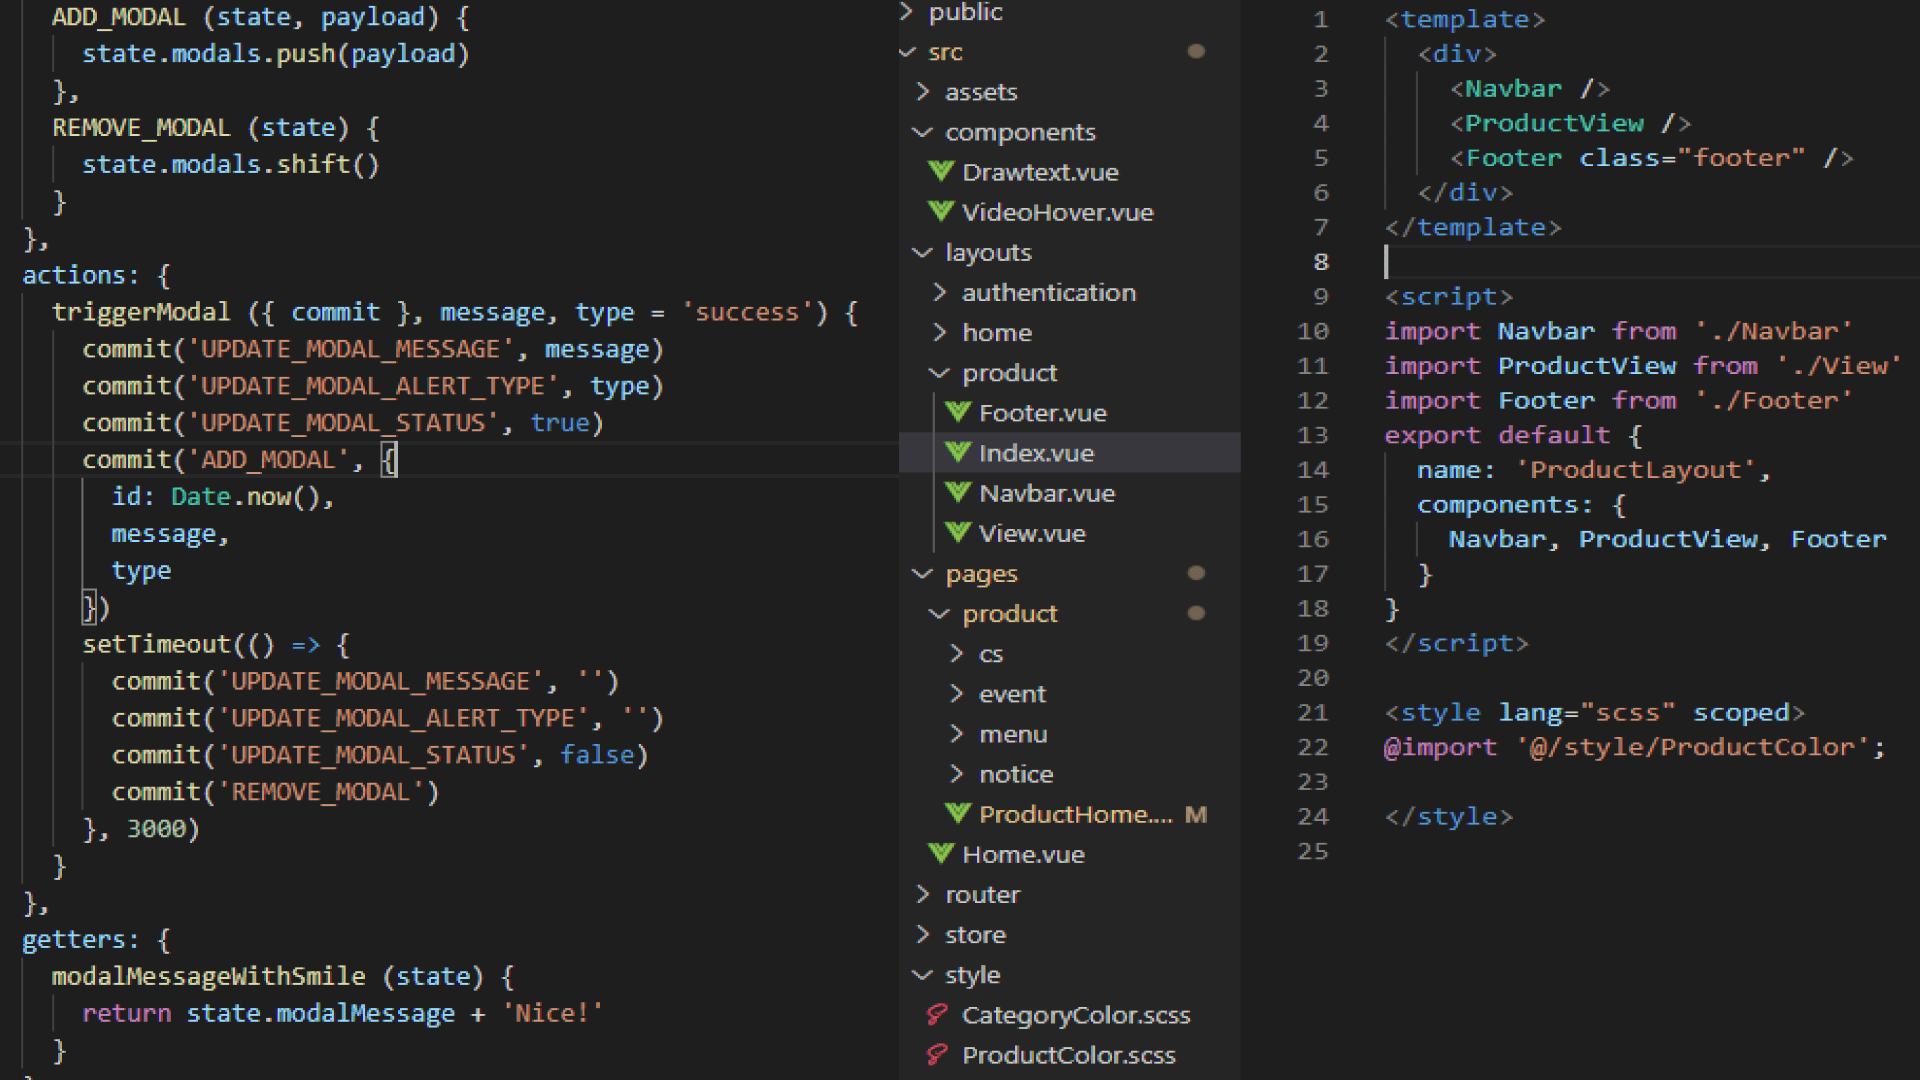 ADD_MODAL (state, payload) {
state.modals.push(payload)
},
REMOVE_MODAL (state) {
state.modals.shift()
}
},
actions: {
triggerModal ({ commit }, message, type = 'success') {
commit('UPDATE_MODAL_MESSAGE', message)
commit('UPDATE_MODAL_ALERT_TYPE', type)
commit('UPDATE_MODAL_STATUS', true)
commit('ADD_MODAL', {
id: Date.now(),
message,
type
})
setTimeout(() => {
commit('UPDATE_MODAL_MESSAGE', '')
commit('UPDATE_MODAL_ALERT_TYPE', '')
commit('UPDATE_MODAL_STATUS', false)
commit('REMOVE_MODAL')
}, 3000)
}
},
getters: {
modalMessageWithSmile (state) {
return state.modalMessage + 'Nice!'
}
public
src
assets
components
Drawtext.vue
VideoHover.vue
layouts
authentication
home
product
Footer.vue
Index.vue
Navbar.vue
View.vue
pages
product
cs
event
menu
notice
ProductHome.... M
Home.vue
router
store
style
CategoryColor.scss
ProductColor.scss
1 <template>
2 <div>
3 <Navbar />
4 <ProductView />
5 <Footer class="footer" />
6 </div>
7 </template>
8
9 <script>
10 import Navbar from './Navbar'
11 import ProductView from './View'
12 import Footer from './Footer'
13 export default {
14 name: 'ProductLayout',
15 components: {
16 Navbar, ProductView, Footer
17 }
18 }
19 </script>
20
21 <style lang="scss" scoped>
22 @import '@/style/ProductColor';
23
24 </style>
25